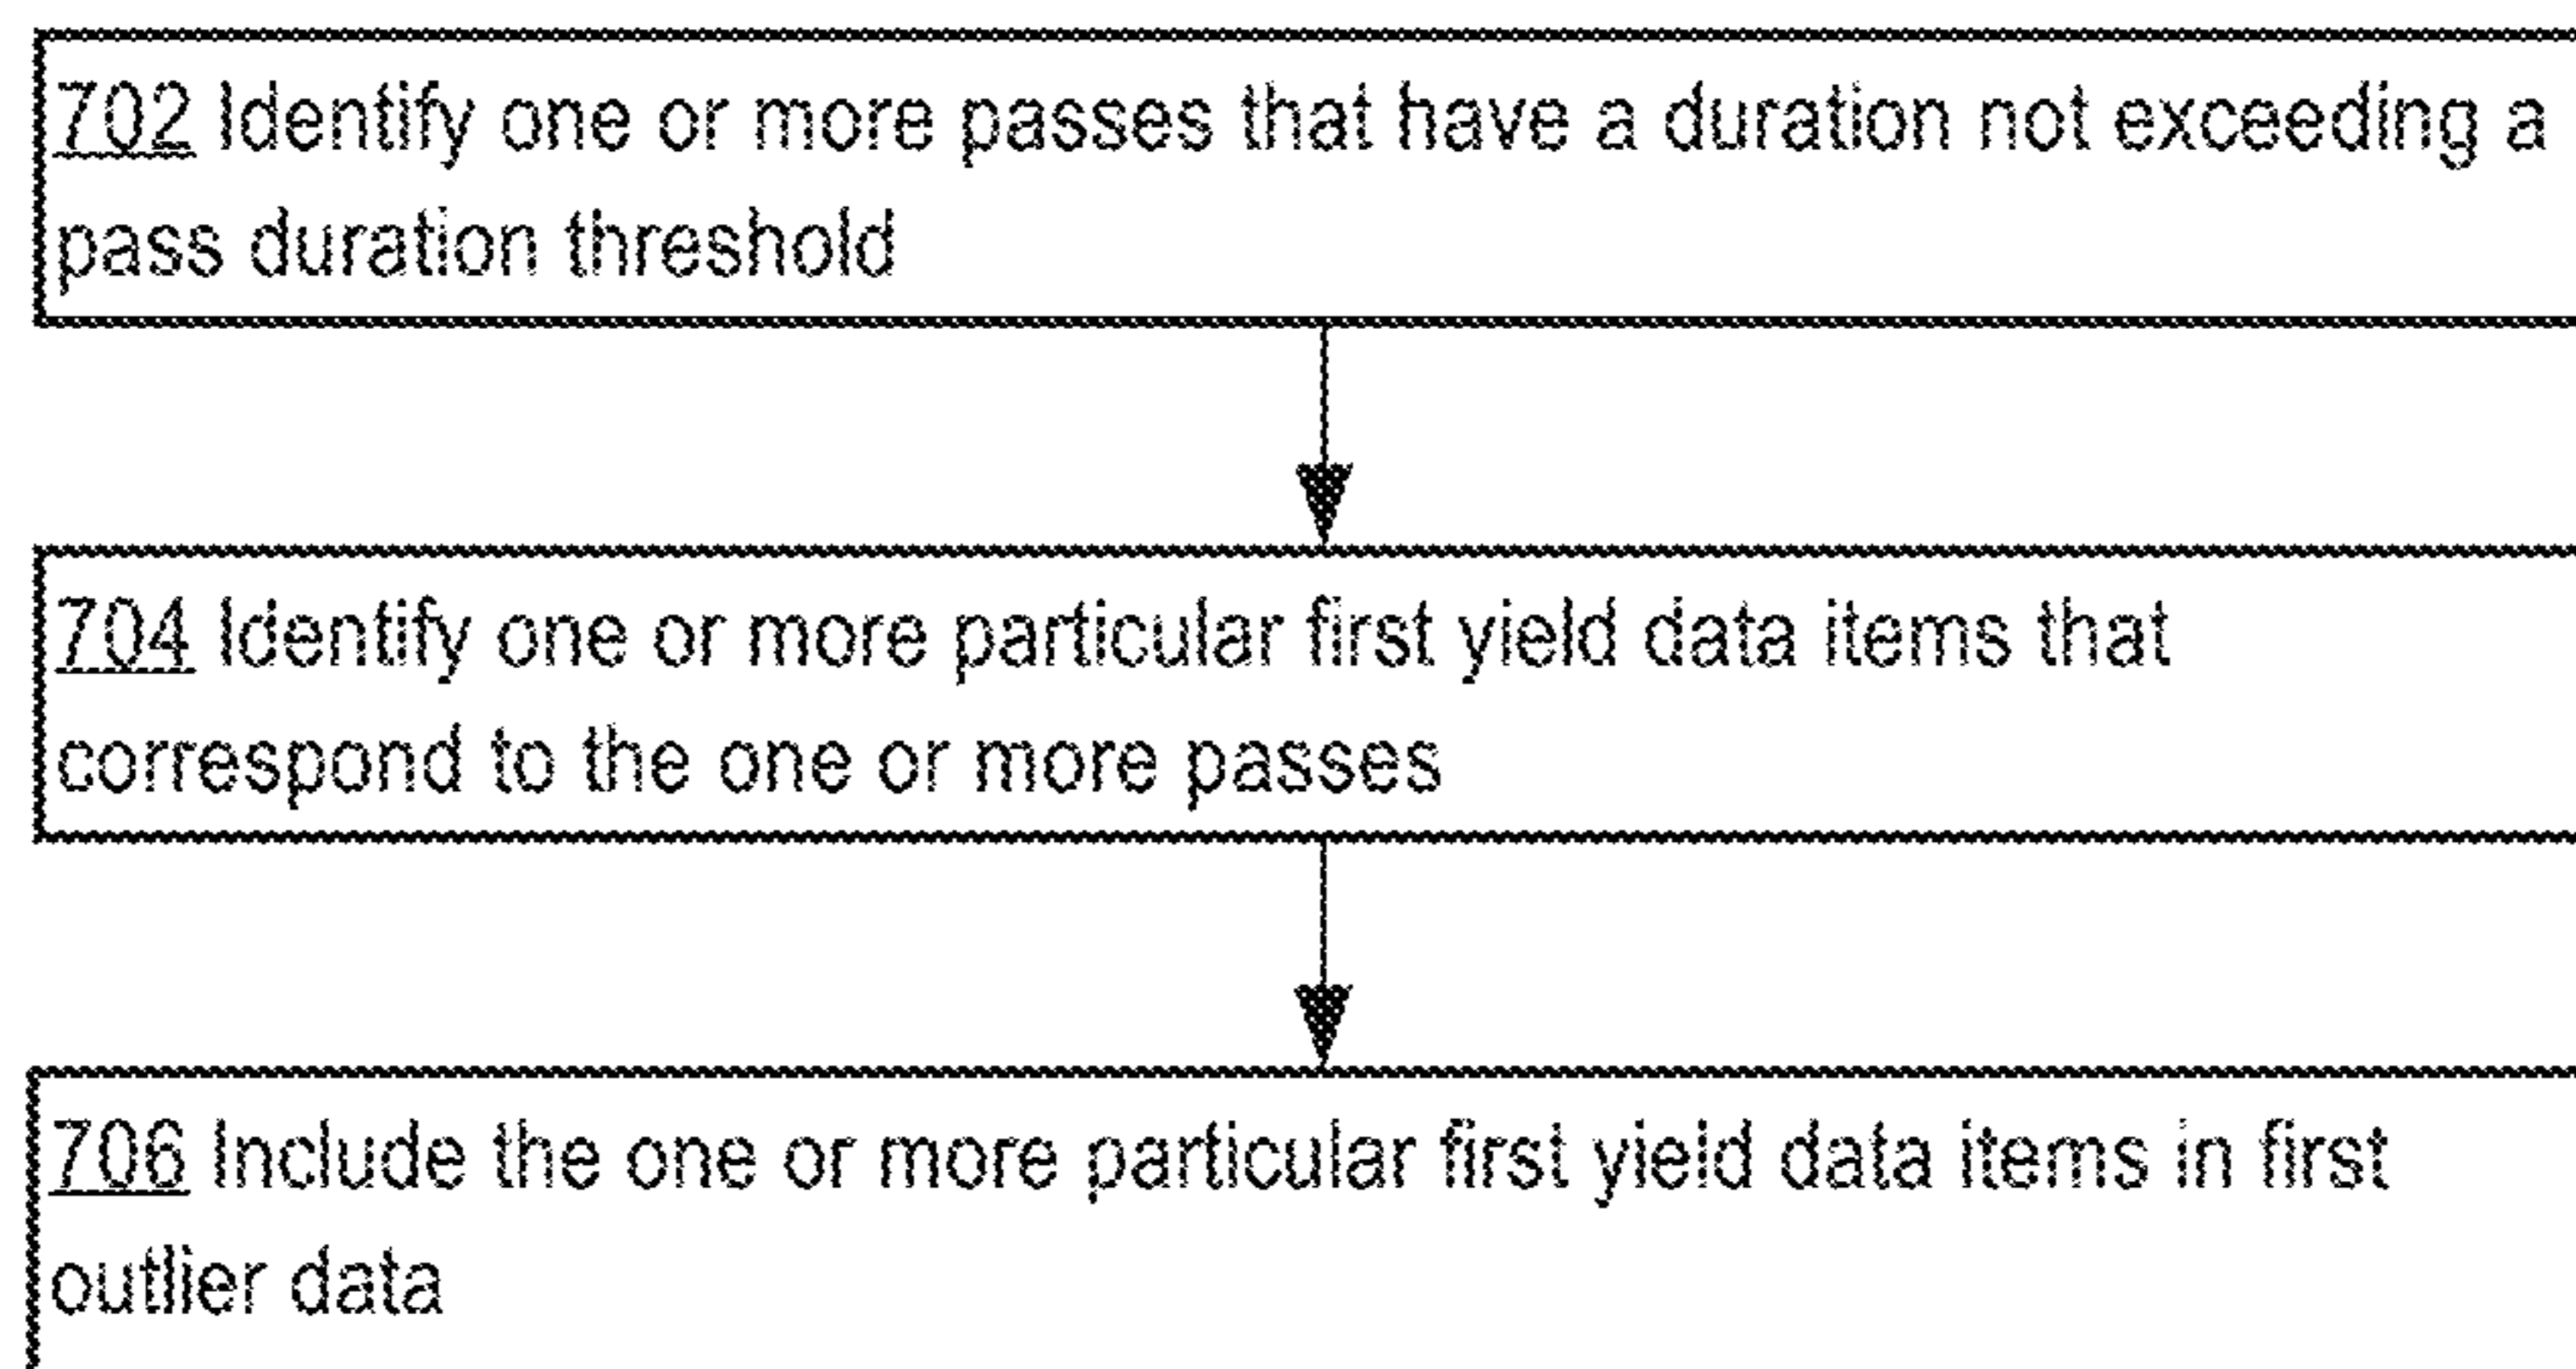 702 Identify one or more passes that have a duration not exceeding a
pass duration threshold
704 Identify one or more particular first yield data items that
correspond to the one or more passes
706 Include the one or more particular first yield data items in first
outlier data